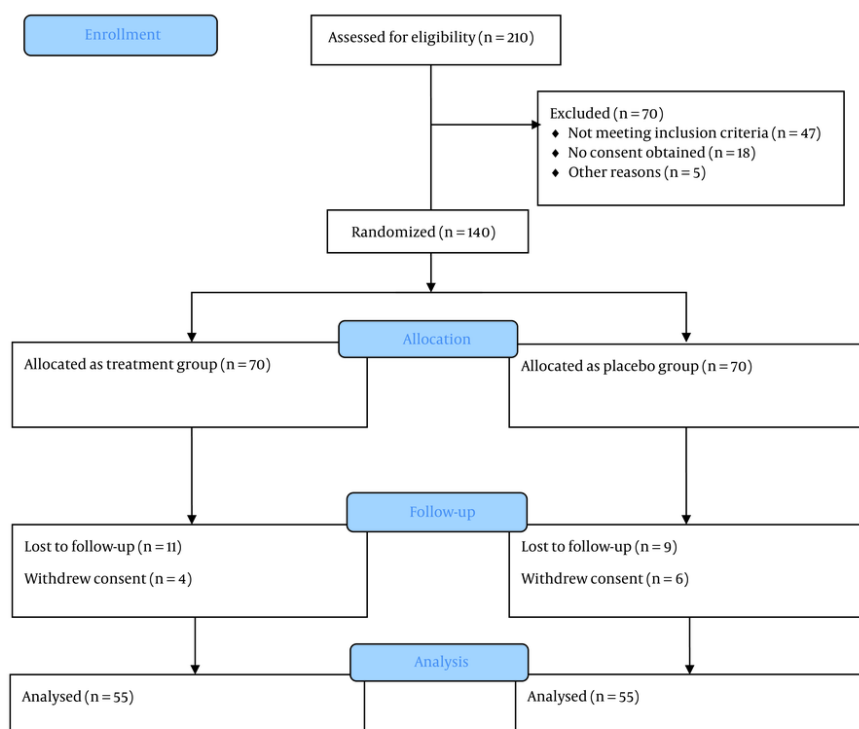 Enrollment
Assessed for eligibility (n = 210)
Excluded (n = 70)
♦ Not meeting inclusion criteria (n = 47)
♦ No consent obtained (n = 18)
♦ Other reasons (n = 5)
Randomized (n = 140)
Allocation
Allocated as treatment group (n = 70)
Allocated as placebo group (n = 70)
Follow-up
Lost to follow-up (n = 11)
Withdrew consent (n = 4)
Lost to follow-up (n = 9)
Withdrew consent (n = 6)
Analysis
Analysed (n = 55)
Analysed (n = 55)